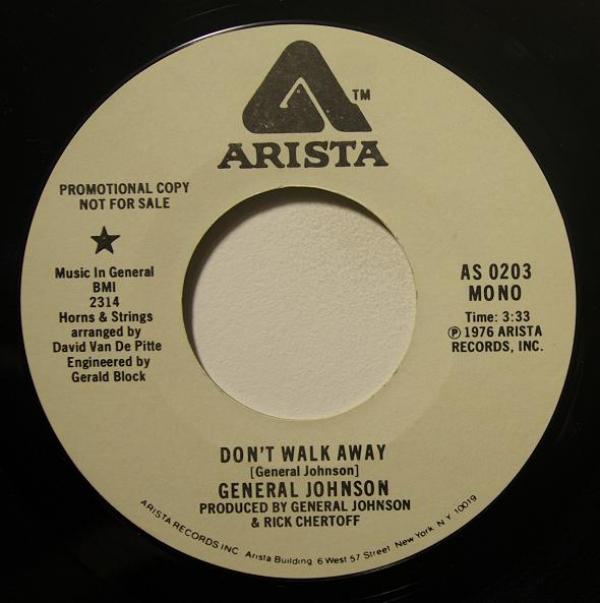 TM
ARISTA
PROMOTIONAL COPY
NOT FOR SALE
Music In General
BMI
2314
Horns & Strings
arranged by
David Van De Pitte
Engineered by
Gerald Block
AS 0203
MONO
Time: 3:33
Ⓟ 1976 ARISTA
RECORDS, INC.
DON'T WALK AWAY
[General Johnson]
GENERAL JOHNSON
PRODUCED BY GENERAL JOHNSON
& RICK CHERTOFF
ARISTA RECORDS INC Arista Building 6 West 57 Street New York N Y 10019